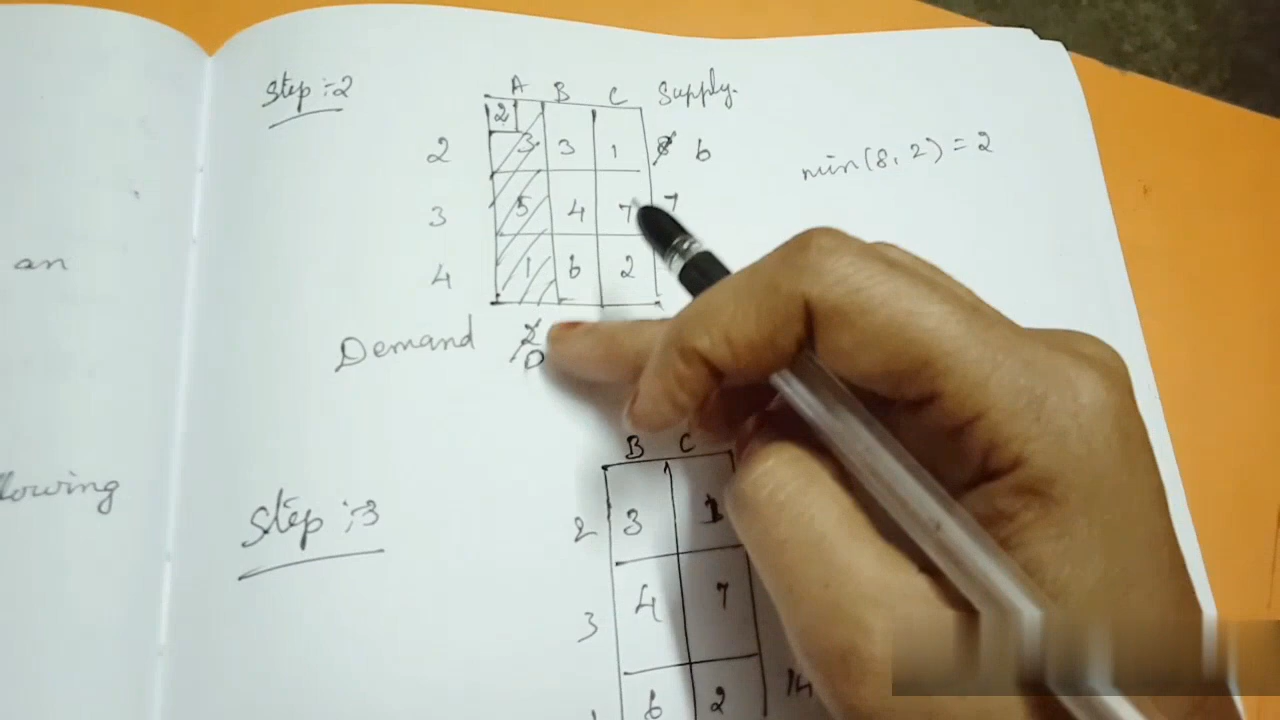 Step :-2
A B C Supply.
2 2 3 3 1 8 6
min(8, 2) = 2
3 5 4 7 7
4 1 6 2
an
Demand 2
0
B C
llowing
Step :-3
2 3 1
3 4 7
6 2 14